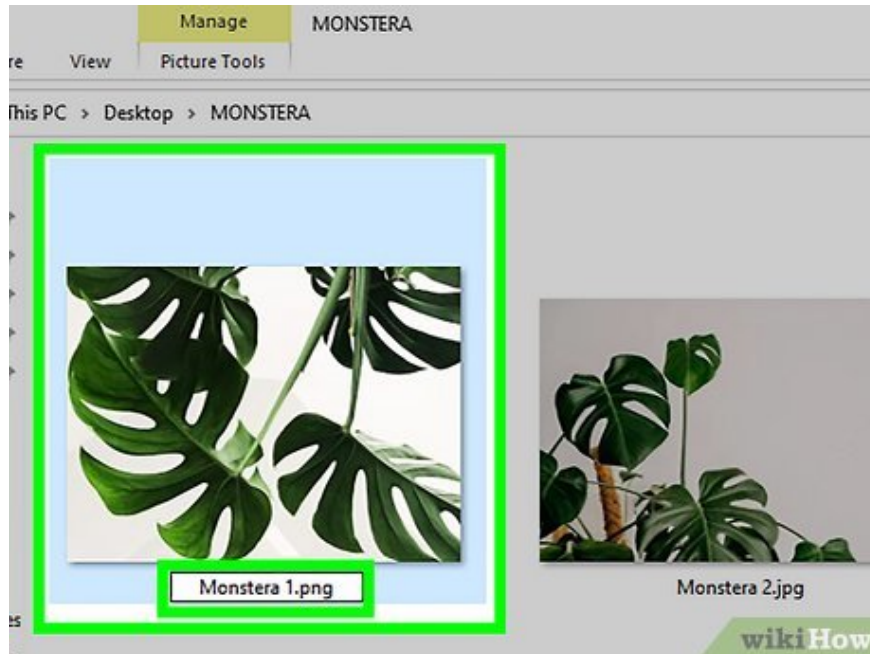 Manage MONSTERA
re View Picture Tools
This PC > Desktop > MONSTERA
Monstera 1.png
Monstera 2.jpg
es
wikiHow